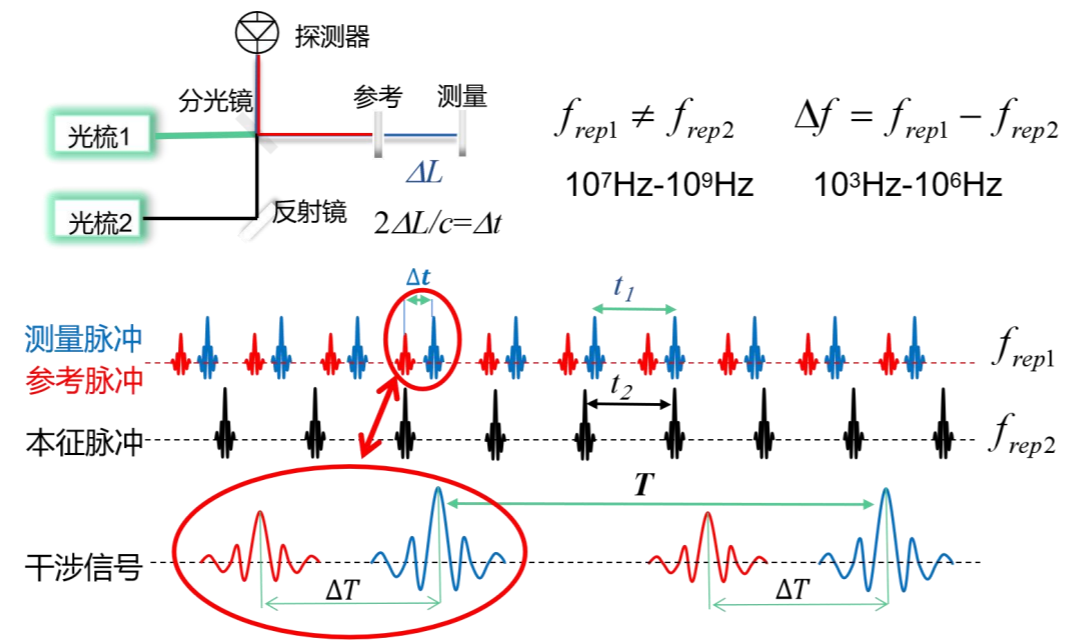 探测器
分光镜
参考
测量
光梳1
ΔL
光梳2
反射镜
2ΔL/c=Δt
f_rep1 ≠ f_rep2
Δf = f_rep1 − f_rep2
10⁷Hz-10⁹Hz
10³Hz-10⁶Hz
Δt
t₁
测量脉冲
参考脉冲
f_rep1
t₂
本征脉冲
f_rep2
T
干涉信号
ΔT
ΔT